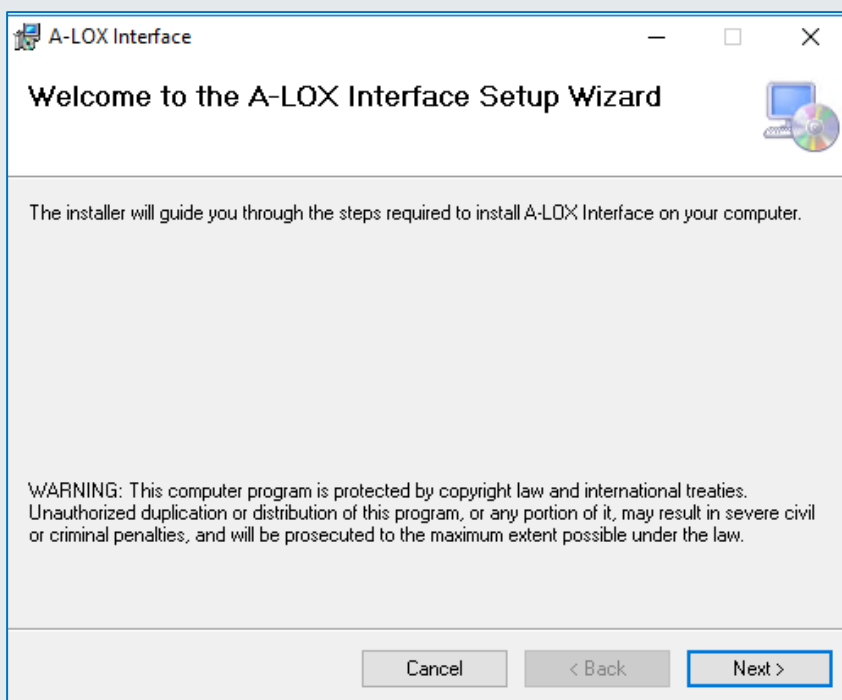 A-LOX Interface
Welcome to the A-LOX Interface Setup Wizard
The installer will guide you through the steps required to install A-LOX Interface on your computer.
WARNING: This computer program is protected by copyright law and international treaties.
Unauthorized duplication or distribution of this program, or any portion of it, may result in severe civil
or criminal penalties, and will be prosecuted to the maximum extent possible under the law.
Cancel
< Back
Next >